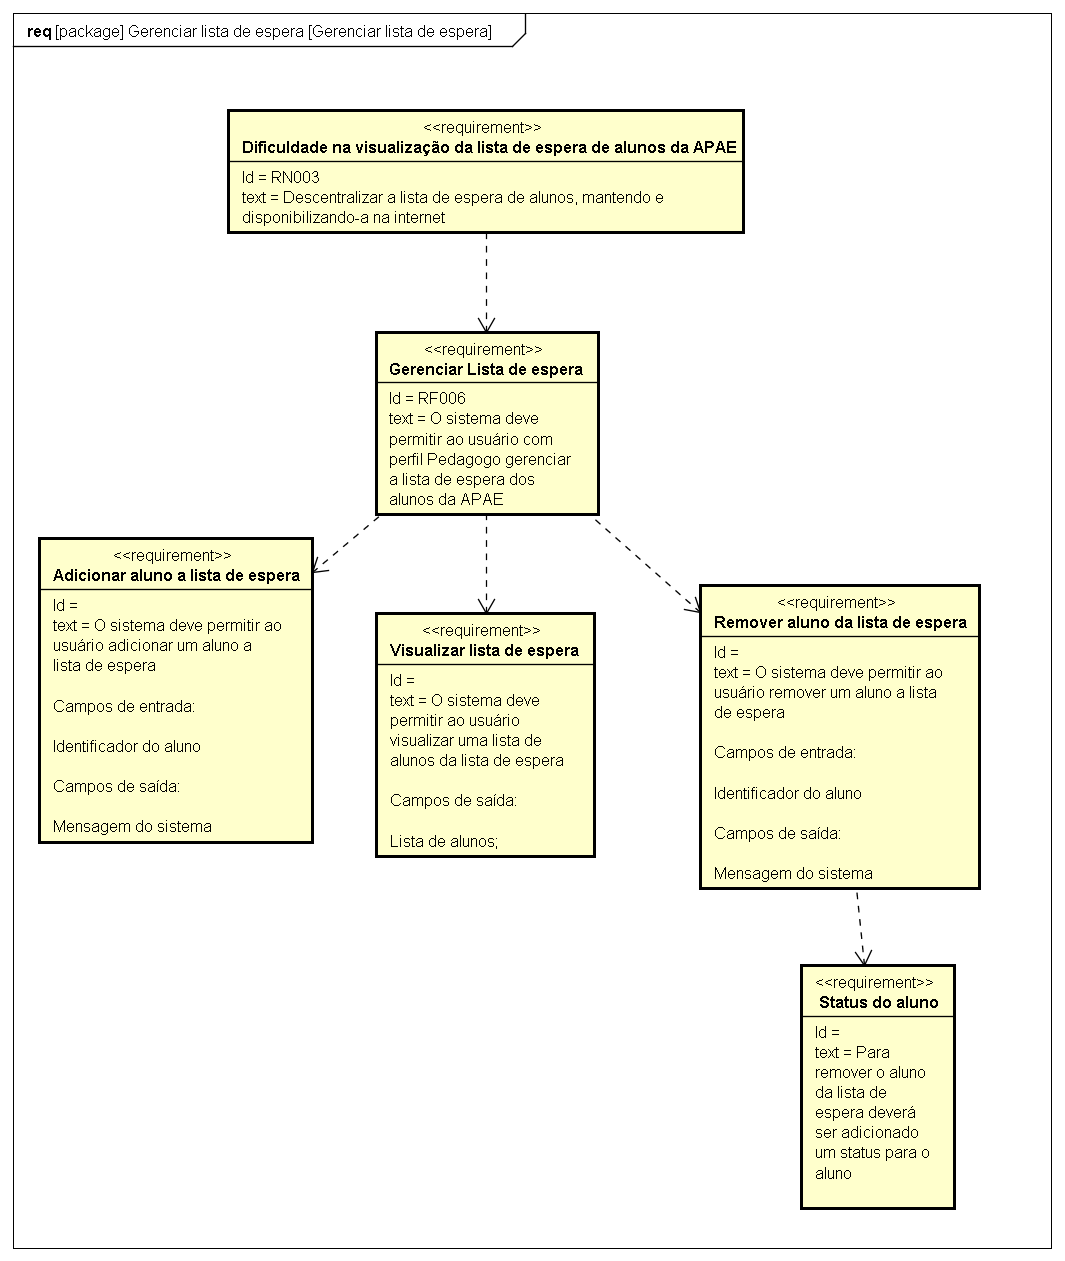 req [package] Gerenciar lista de espera [Gerenciar lista de espera]
<<requirement>>
Dificuldade na visualização da lista de espera de alunos da APAE
Id = RN003
text = Descentralizar a lista de espera de alunos, mantendo e
disponibilizando-a na internet
<<requirement>>
Gerenciar Lista de espera
Id = RF006
text = O sistema deve
permitir ao usuário com
perfil Pedagogo gerenciar
a lista de espera dos
alunos da APAE
<<requirement>>
Adicionar aluno a lista de espera
Id =
text = O sistema deve permitir ao
usuário adicionar um aluno a
lista de espera
Campos de entrada:
Identificador do aluno
Campos de saída:
Mensagem do sistema
<<requirement>>
Visualizar lista de espera
Id =
text = O sistema deve
permitir ao usuário
visualizar uma lista de
alunos da lista de espera
Campos de saída:
Lista de alunos;
<<requirement>>
Remover aluno da lista de espera
Id =
text = O sistema deve permitir ao
usuário remover um aluno a lista
de espera
Campos de entrada:
Identificador do aluno
Campos de saída:
Mensagem do sistema
<<requirement>>
Status do aluno
Id =
text = Para
remover o aluno
da lista de
espera deverá
ser adicionado
um status para o
aluno